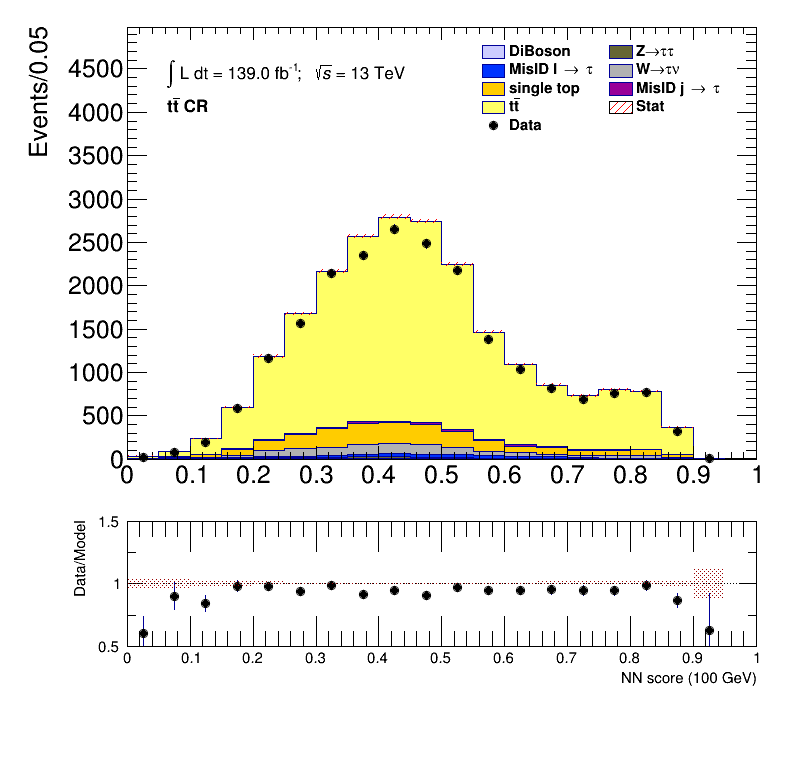 Events/0.05
4500
4000
3500
3000
2500
2000
1500
1000
500
0
∫ L dt = 139.0 fb⁻¹; √s = 13 TeV
tt̄ CR
DiBoson
MisID l → τ
single top
tt̄
Data
Z→ττ
W→τν
MisID j → τ
Stat
0 0.1 0.2 0.3 0.4 0.5 0.6 0.7 0.8 0.9 1
Data/Model
1.5
1
0.5
0 0.1 0.2 0.3 0.4 0.5 0.6 0.7 0.8 0.9 1
NN score (100 GeV)